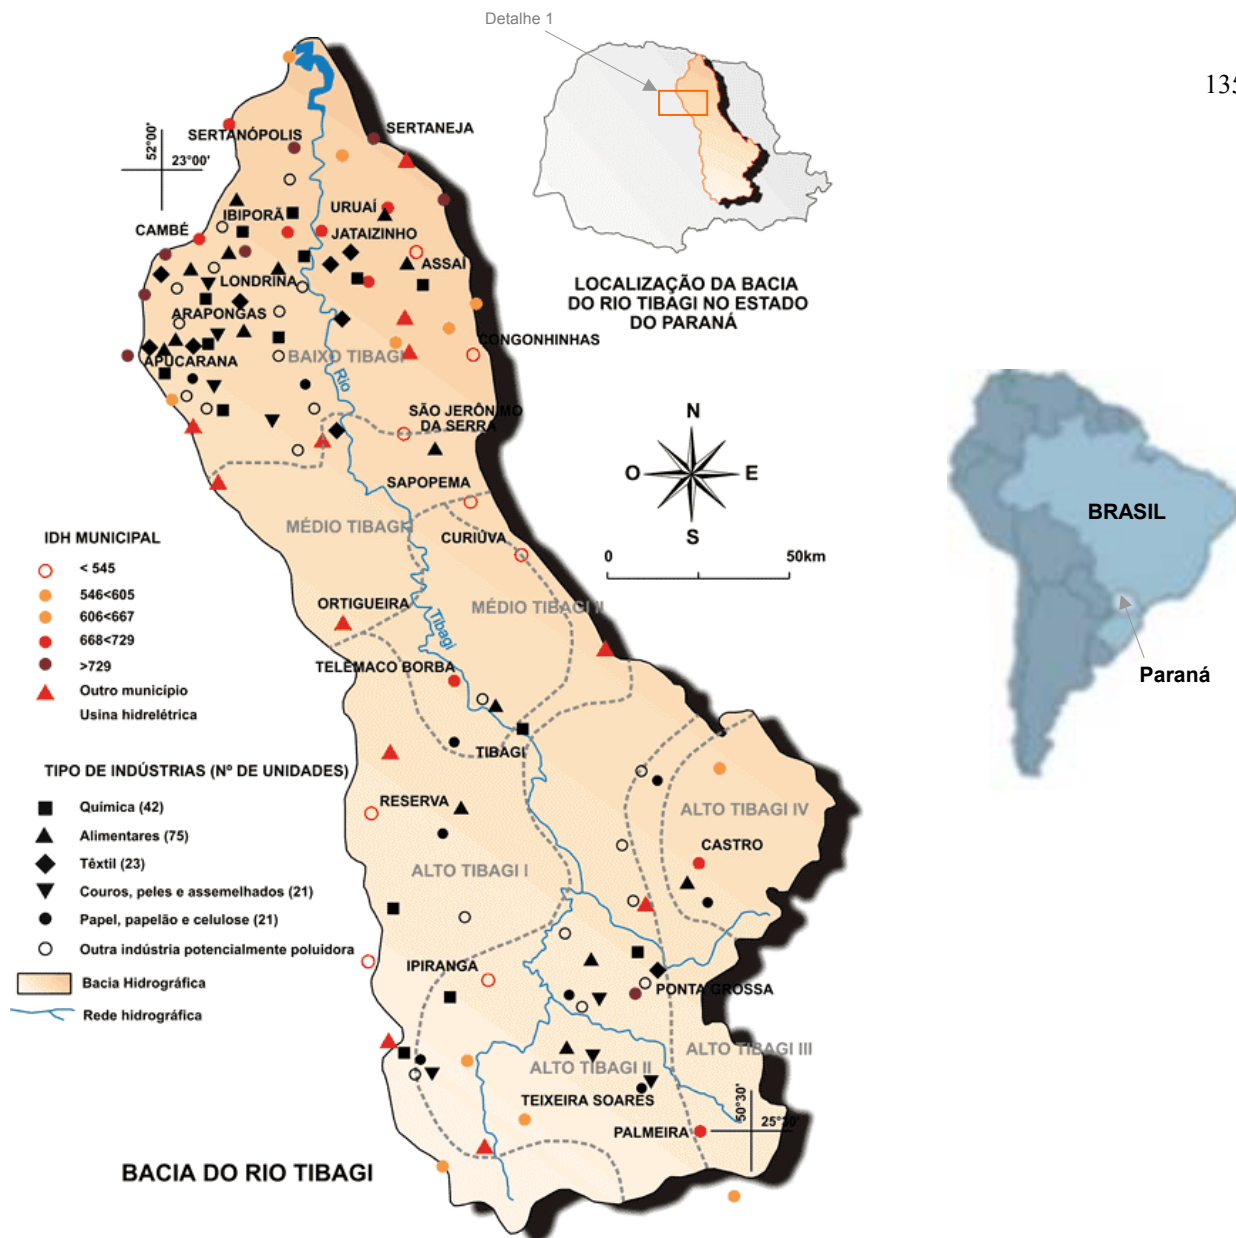 Detalhe 1
135
SERTANÓPOLIS
SERTANEJA
52°00'
23°00'
IBIPORÃ
URUAÍ
CAMBÉ
JATAIZINHO
ASSAÍ
LONDRINA
ARAPONGAS
APUCARANA
BAIXO TIBAGI
CONGONHINHAS
Rio
SÃO JERÔNIMO
DA SERRA
SAPOPEMA
MÉDIO TIBAGI I
CURIÚVA
ORTIGUEIRA
MÉDIO TIBAGI II
Tibagi
TELÊMACO BORBA
TIBAGI
RESERVA
ALTO TIBAGI IV
CASTRO
ALTO TIBAGI I
IPIRANGA
PONTA GROSSA
ALTO TIBAGI III
ALTO TIBAGI II
TEIXEIRA SOARES
PALMEIRA
50°30'
25°30'
BACIA DO RIO TIBAGI
LOCALIZAÇÃO DA BACIA
DO RIO TIBAGI NO ESTADO
DO PARANÁ
N
O
E
S
0
50km
BRASIL
Paraná
IDH MUNICIPAL
< 545
546<605
606<667
668<729
>729
Outro município
Usina hidrelétrica
TIPO DE INDÚSTRIAS (Nº DE UNIDADES)
Química (42)
Alimentares (75)
Têxtil (23)
Couros, peles e assemelhados (21)
Papel, papelão e celulose (21)
Outra indústria potencialmente poluidora
Bacia Hidrográfica
Rede hidrográfica